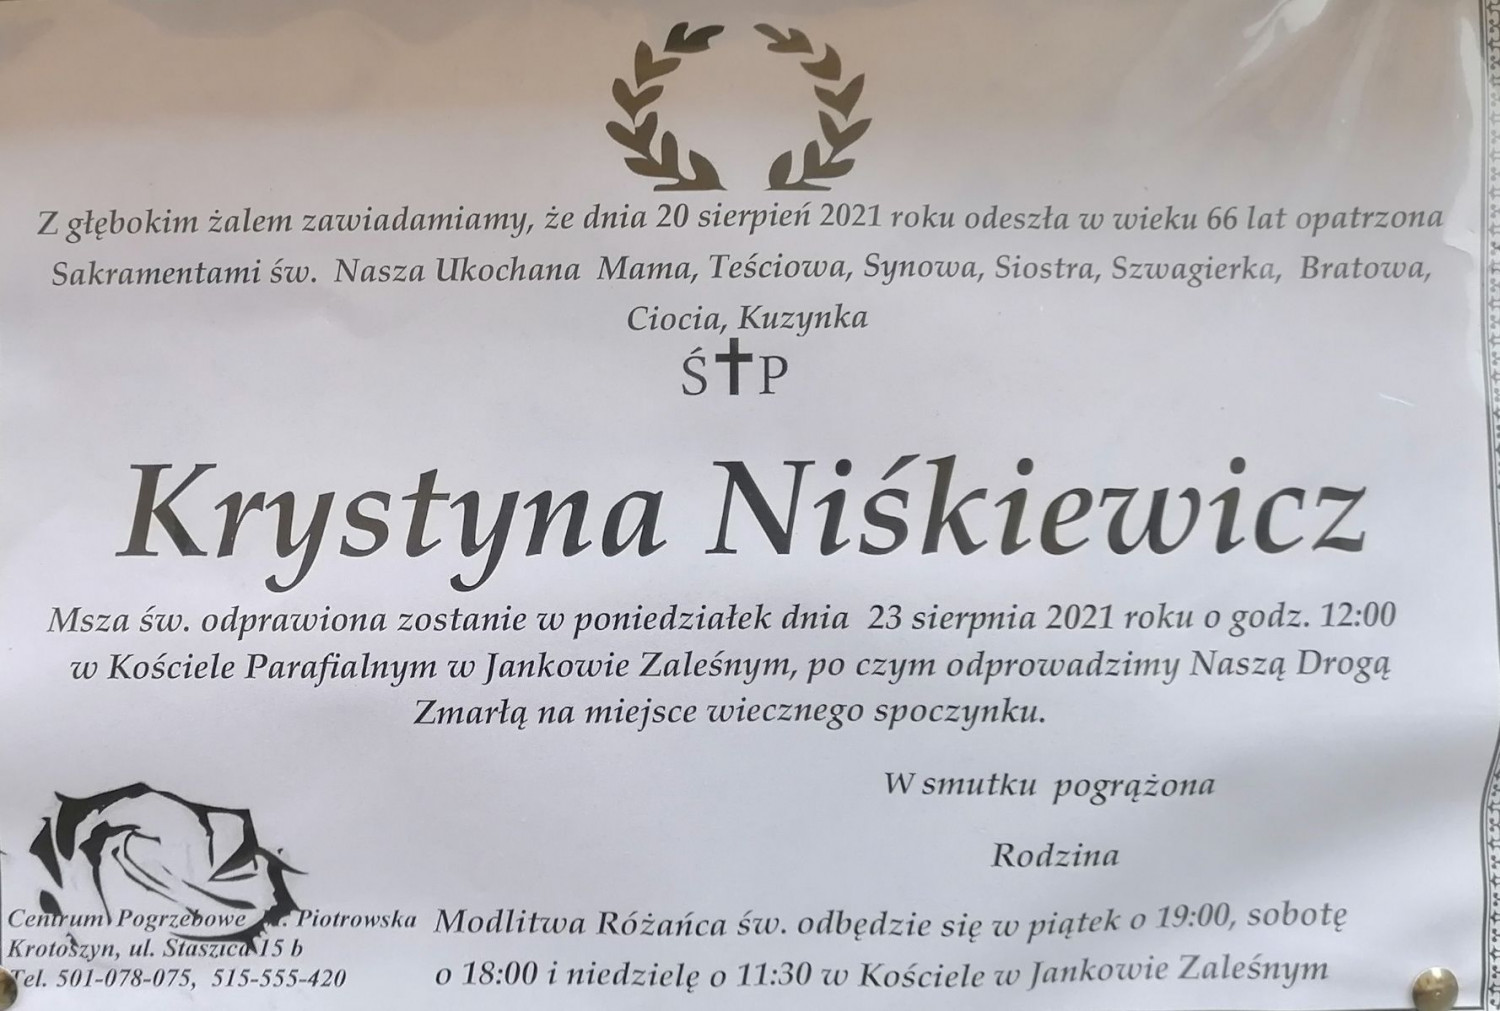 Z głębokim żalem zawiadamiamy, że dnia 20 sierpień 2021 roku odeszła w wieku 66 lat opatrzona
Sakramentami św. Nasza Ukochana Mama, Teściowa, Synowa, Siostra, Szwagierka, Bratowa,
Ciocia, Kuzynka
Ś✝P
Krystyna Niśkiewicz
Msza św. odprawiona zostanie w poniedziałek dnia 23 sierpnia 2021 roku o godz. 12:00
w Kościele Parafialnym w Jankowie Zaleśnym, po czym odprowadzimy Naszą Drogą
Zmarłą na miejsce wiecznego spoczynku.
W smutku pogrążona
Rodzina
Centrum Pogrzebowe Piotrowska
Krotoszyn, ul. Staszica 15 b
Tel. 501-078-075, 515-555-420
Modlitwa Różańca św. odbędzie się w piątek o 19:00, sobotę
o 18:00 i niedzielę o 11:30 w Kościele w Jankowie Zaleśnym